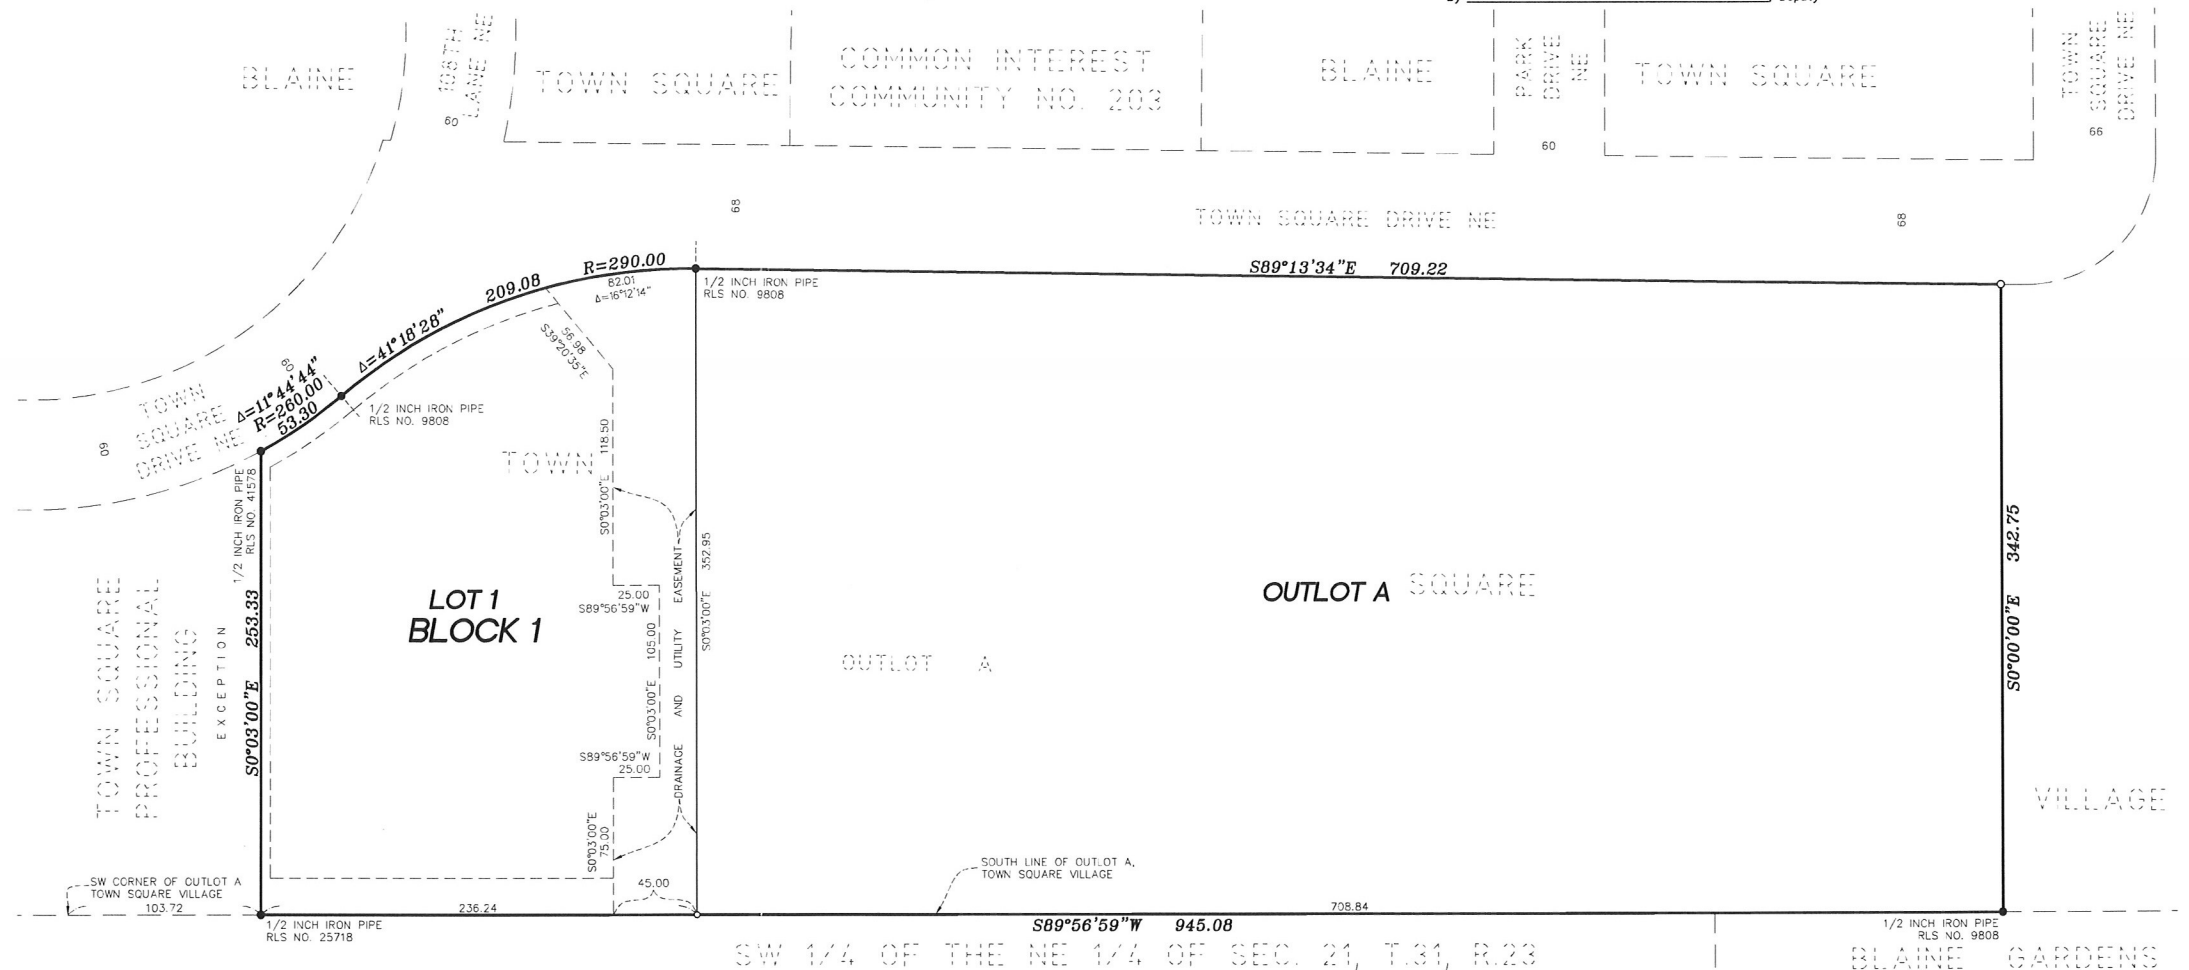 BLAINE
108TH
LANE NE
60
TOWN SQUARE
COMMON INTEREST
COMMUNITY NO. 203
BLAINE
PARK
DRIVE
NE
60
TOWN SQUARE
TOWN
SQUARE
DRIVE NE
66
68
TOWN SQUARE DRIVE NE
68
R=290.00
82.01
Δ=16°12'14"
209.08
Δ=41°18'28"
1/2 INCH IRON PIPE
RLS NO. 9808
S89°13'34"E 709.22
56.98
S39°20'35"E
60
Δ=11°44'44"
R=260.00
53.30
TOWN
SQUARE
DRIVE NE
60
1/2 INCH IRON PIPE
RLS NO. 9808
1/2 INCH IRON PIPE
RLS NO. 41578
TOWN
S0°03'00"E 118.50
LOT 1
BLOCK 1
25.00
S89°56'59"W
S0°03'00"E 105.00
S89°56'59"W
25.00
S0°03'00"E
75.00
DRAINAGE AND UTILITY EASEMENT
S0°03'00"E 352.95
OUTLOT A
SQUARE
OUTLOT A
S0°00'00"E 342.75
TOWN SQUARE
PROFESSIONAL
BUILDING
EXCEPTION
S0°03'00"E 253.33
VILLAGE
SW CORNER OF OUTLOT A
TOWN SQUARE VILLAGE
103.72
236.24
45.00
SOUTH LINE OF OUTLOT A,
TOWN SQUARE VILLAGE
708.84
1/2 INCH IRON PIPE
RLS NO. 25718
S89°56'59"W 945.08
1/2 INCH IRON PIPE
RLS NO. 9808
SW 1/4 OF THE NE 1/4 OF SEC. 21, T.31, R.23
BLAINE GARDENS